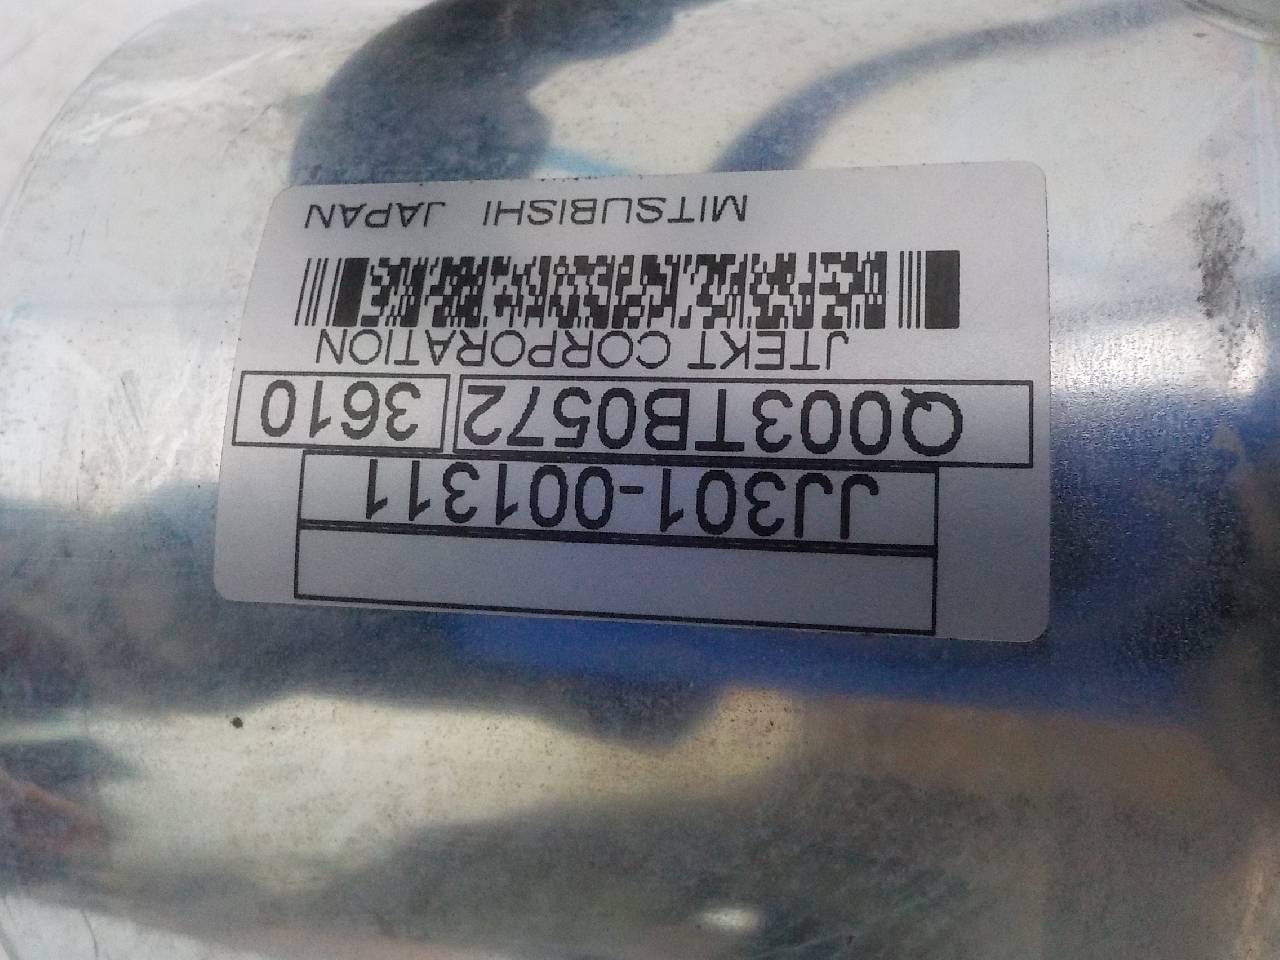 JJ301-001311
Q003TB0572 3610
JTEKT CORPORATION
MITSUBISHI JAPAN